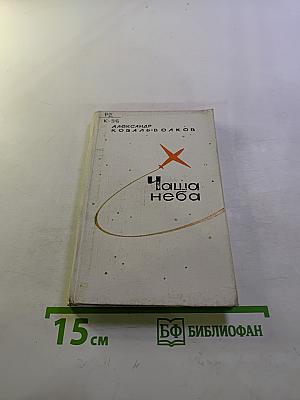 Р2
К-56
АЛЕКСАНДР
КОВАЛЬ-ВОЛКОВ
Чаша
неба
15 см
БФ БИБЛИОФАН